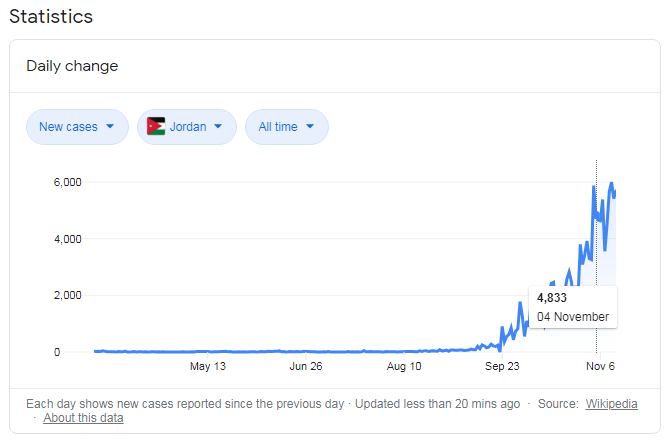 Statistics
Daily change
New cases
Jordan
All time
6,000
4,000
2,000
0
4,833
04 November
May 13
Jun 26
Aug 10
Sep 23
Nov 6
Each day shows new cases reported since the previous day · Updated less than 20 mins ago · Source: Wikipedia
· About this data